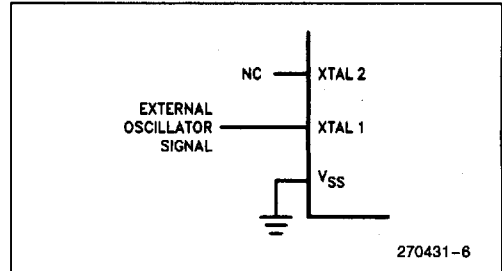 NC XTAL 2
EXTERNAL
OSCILLATOR XTAL 1
SIGNAL
VSS
270431-6